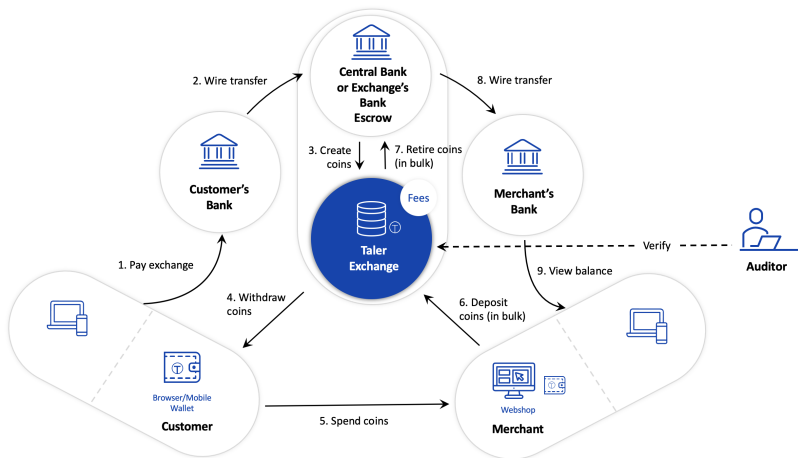 Central Bank
or Exchange's
Bank
Escrow
2. Wire transfer
8. Wire transfer
3. Create
coins
7. Retire coins
(in bulk)
Customer's
Bank
Merchant's
Bank
Fees
T
Taler
Exchange
Verify
Auditor
1. Pay exchange
9. View balance
4. Withdraw
coins
6. Deposit
coins (in bulk)
T
Browser/Mobile
Wallet
Customer
5. Spend coins
T
Webshop
Merchant